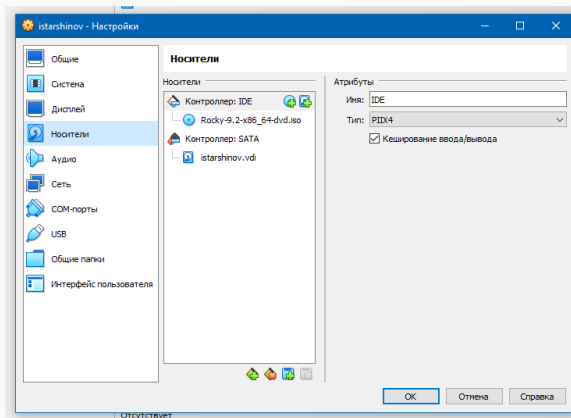 istarshinov - Настройки
Общие
Система
Дисплей
Носители
Аудио
Сеть
COM-порты
USB
Общие папки
Интерфейс пользователя
Носители
Носители
Контроллер: IDE
Rocky-9.2-x86_64-dvd.iso
Контроллер: SATA
istarshinov.vdi
Атрибуты
Имя: IDE
Тип: PIIX4
Кеширование ввода/вывода
OK Отмена Справка
Отсутствует